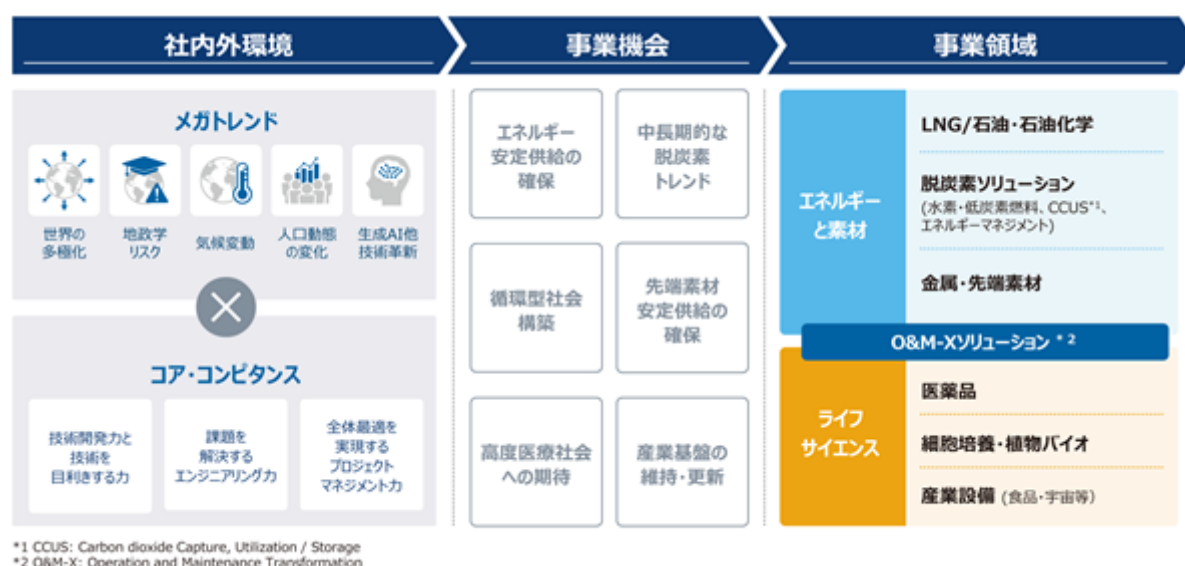 社内外環境
事業機会
事業領域
メガトレンド
世界の
多極化
地政学
リスク
気候変動
人口動態
の変化
生成AI他
技術革新
コア・コンピタンス
技術開発力と
技術を
目利きする力
課題を
解決する
エンジニアリング力
全体最適を
実現する
プロジェクト
マネジメント力
エネルギー
安定供給の
確保
中長期的な
脱炭素
トレンド
循環型社会
構築
先端素材
安定供給の
確保
高度医療社会
への期待
産業基盤の
維持・更新
エネルギー
と素材
LNG/石油・石油化学
脱炭素ソリューション
(水素・低炭素燃料、CCUS*1、
エネルギーマネジメント)
金属・先端素材
O&M-Xソリューション *2
ライフ
サイエンス
医薬品
細胞培養・植物バイオ
産業設備 (食品・宇宙等)
*1 CCUS: Carbon dioxide Capture, Utilization / Storage
*2 O&M-X: Operation and Maintenance Transformation